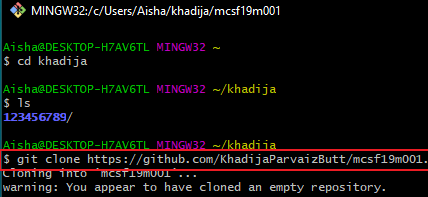 MINGW32:/c/Users/Aisha/khadija/mcsf19m001
Aisha@DESKTOP-H7AV6TL MINGW32 ~
$ cd khadija
Aisha@DESKTOP-H7AV6TL MINGW32 ~/khadija
$ ls
123456789/
Aisha@DESKTOP-H7AV6TL MINGW32 ~/khadija
$ git clone https://github.com/KhadijaParvaizButt/mcsf19m001.
Cloning into 'mcsf19m001'...
warning: You appear to have cloned an empty repository.